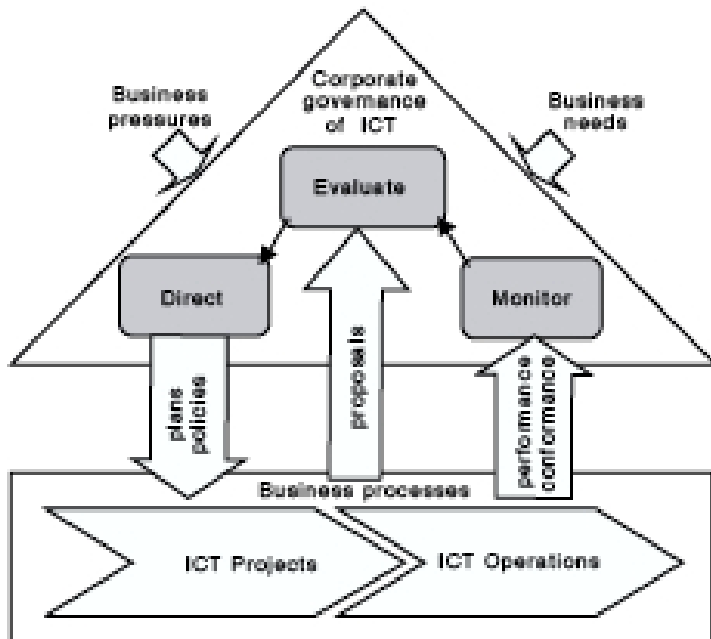 Corporate
governance
of ICT
Business
pressures
Business
needs
Evaluate
Direct
Monitor
plans
policies
proposals
performance
conformance
Business processes
ICT Projects
ICT Operations